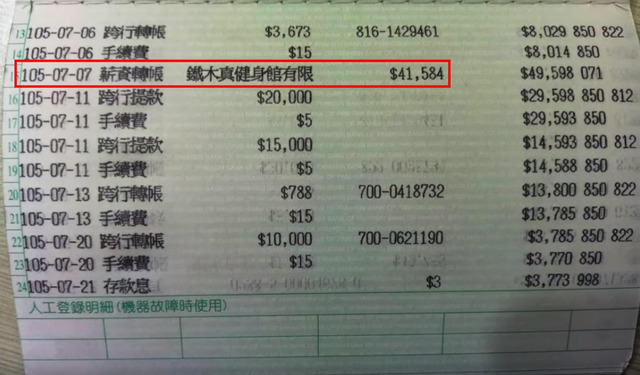 13 105-07-06 跨行轉帳 $3,673 816-1429461 $8,029 850 822
14 105-07-06 手續費 $15 $8,014 850
15 105-07-07 薪資轉帳 鐵木真健身館有限 $41,584 $49,598 071
16 105-07-11 跨行提款 $20,000 $29,598 850 812
17 105-07-11 手續費 $5 $29,593 850
18 105-07-11 跨行提款 $15,000 $14,593 850 812
19 105-07-11 手續費 $5 $14,588 850
20 105-07-13 跨行轉帳 $788 700-0418732 $13,800 850 822
21 105-07-13 手續費 $15 $13,785 850
22 105-07-20 跨行轉帳 $10,000 700-0621190 $3,785 850 822
23 105-07-20 手續費 $15 $3,770 850
24 105-07-21 存款息 $3 $3,773 998
人工登錄明細(機器故障時使用)